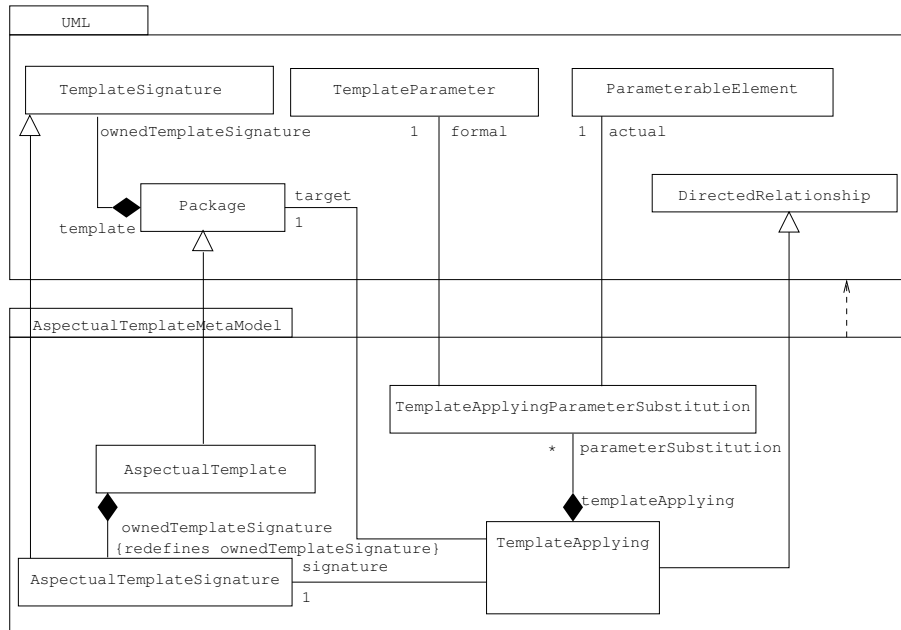 UML
TemplateSignature
TemplateParameter
ParameterableElement
ownedTemplateSignature
1
formal
1
actual
Package
target
DirectedRelationship
template
1
AspectualTemplateMetaModel
TemplateApplyingParameterSubstitution
*
parameterSubstitution
AspectualTemplate
templateApplying
ownedTemplateSignature
{redefines ownedTemplateSignature}
TemplateApplying
signature
AspectualTemplateSignature
1